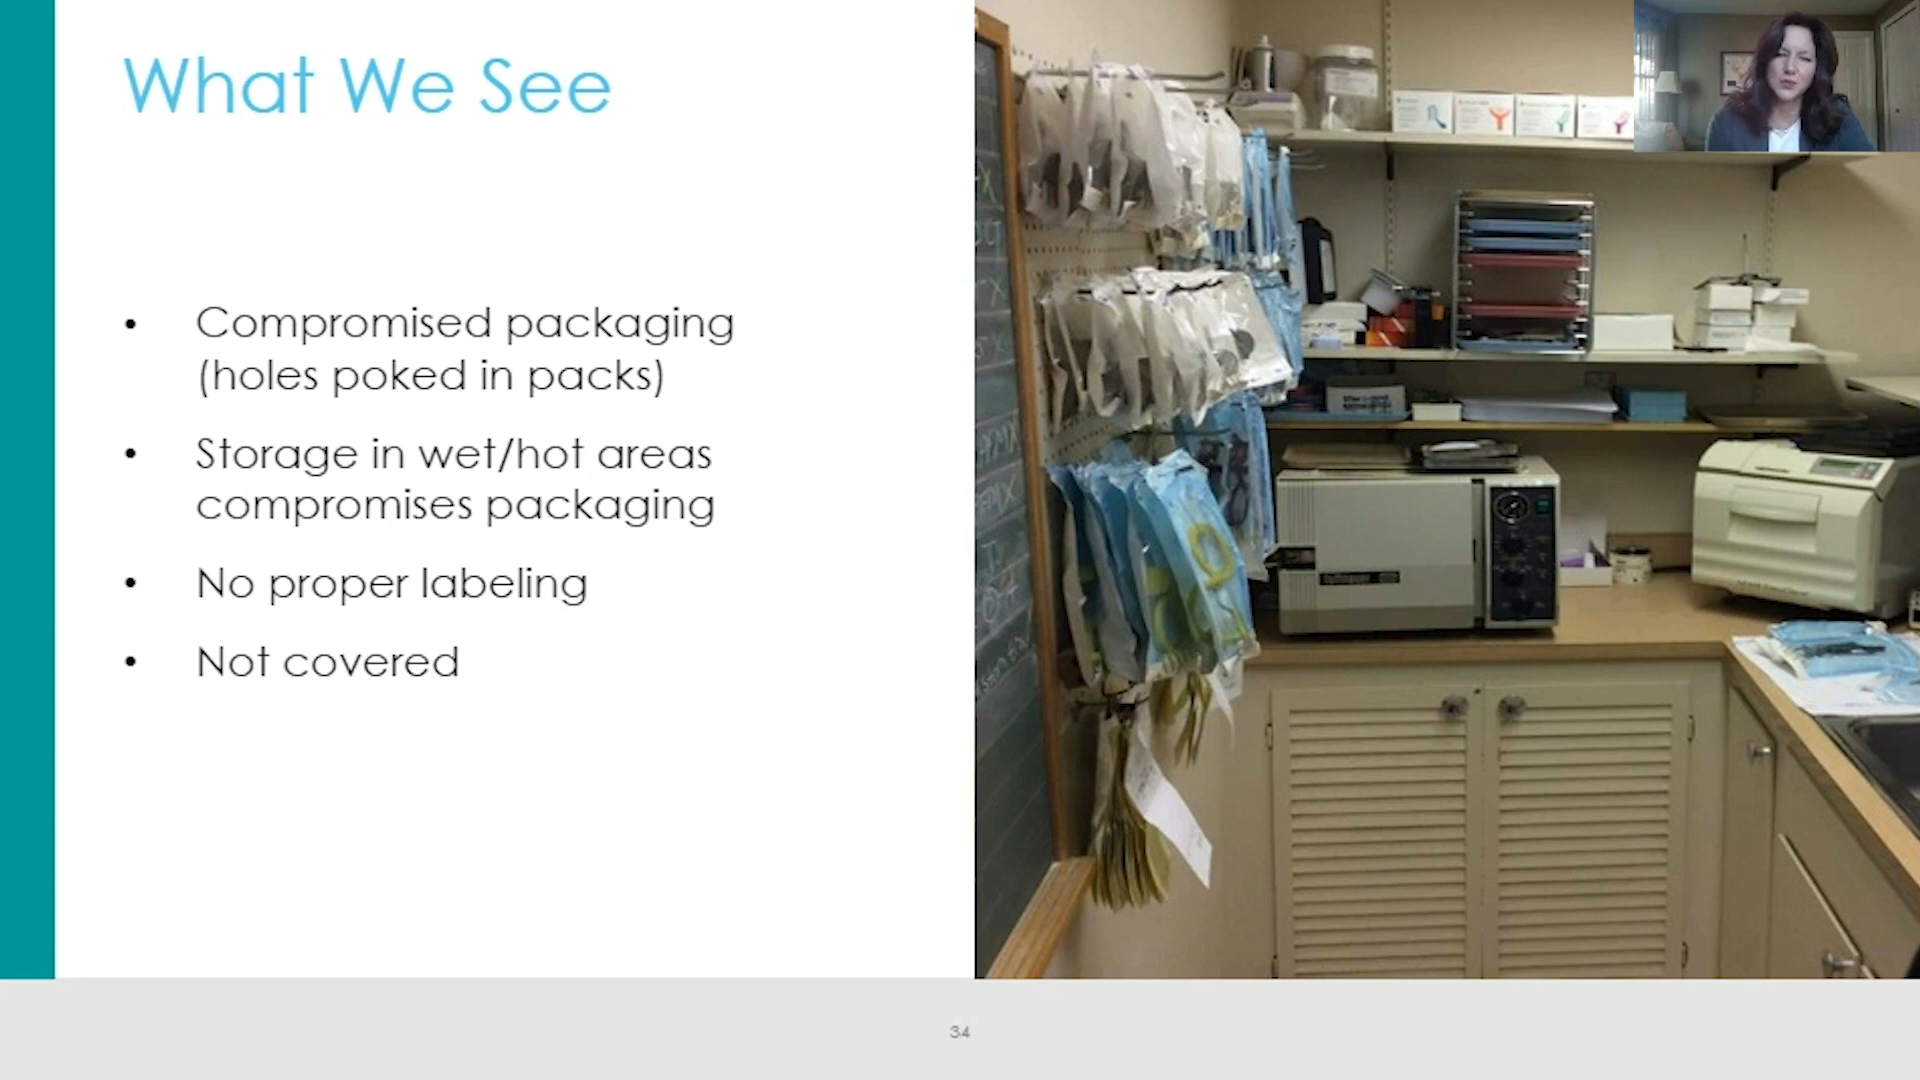 What We See
• Compromised packaging
(holes poked in packs)
• Storage in wet/hot areas
compromises packaging
• No proper labeling
• Not covered
34